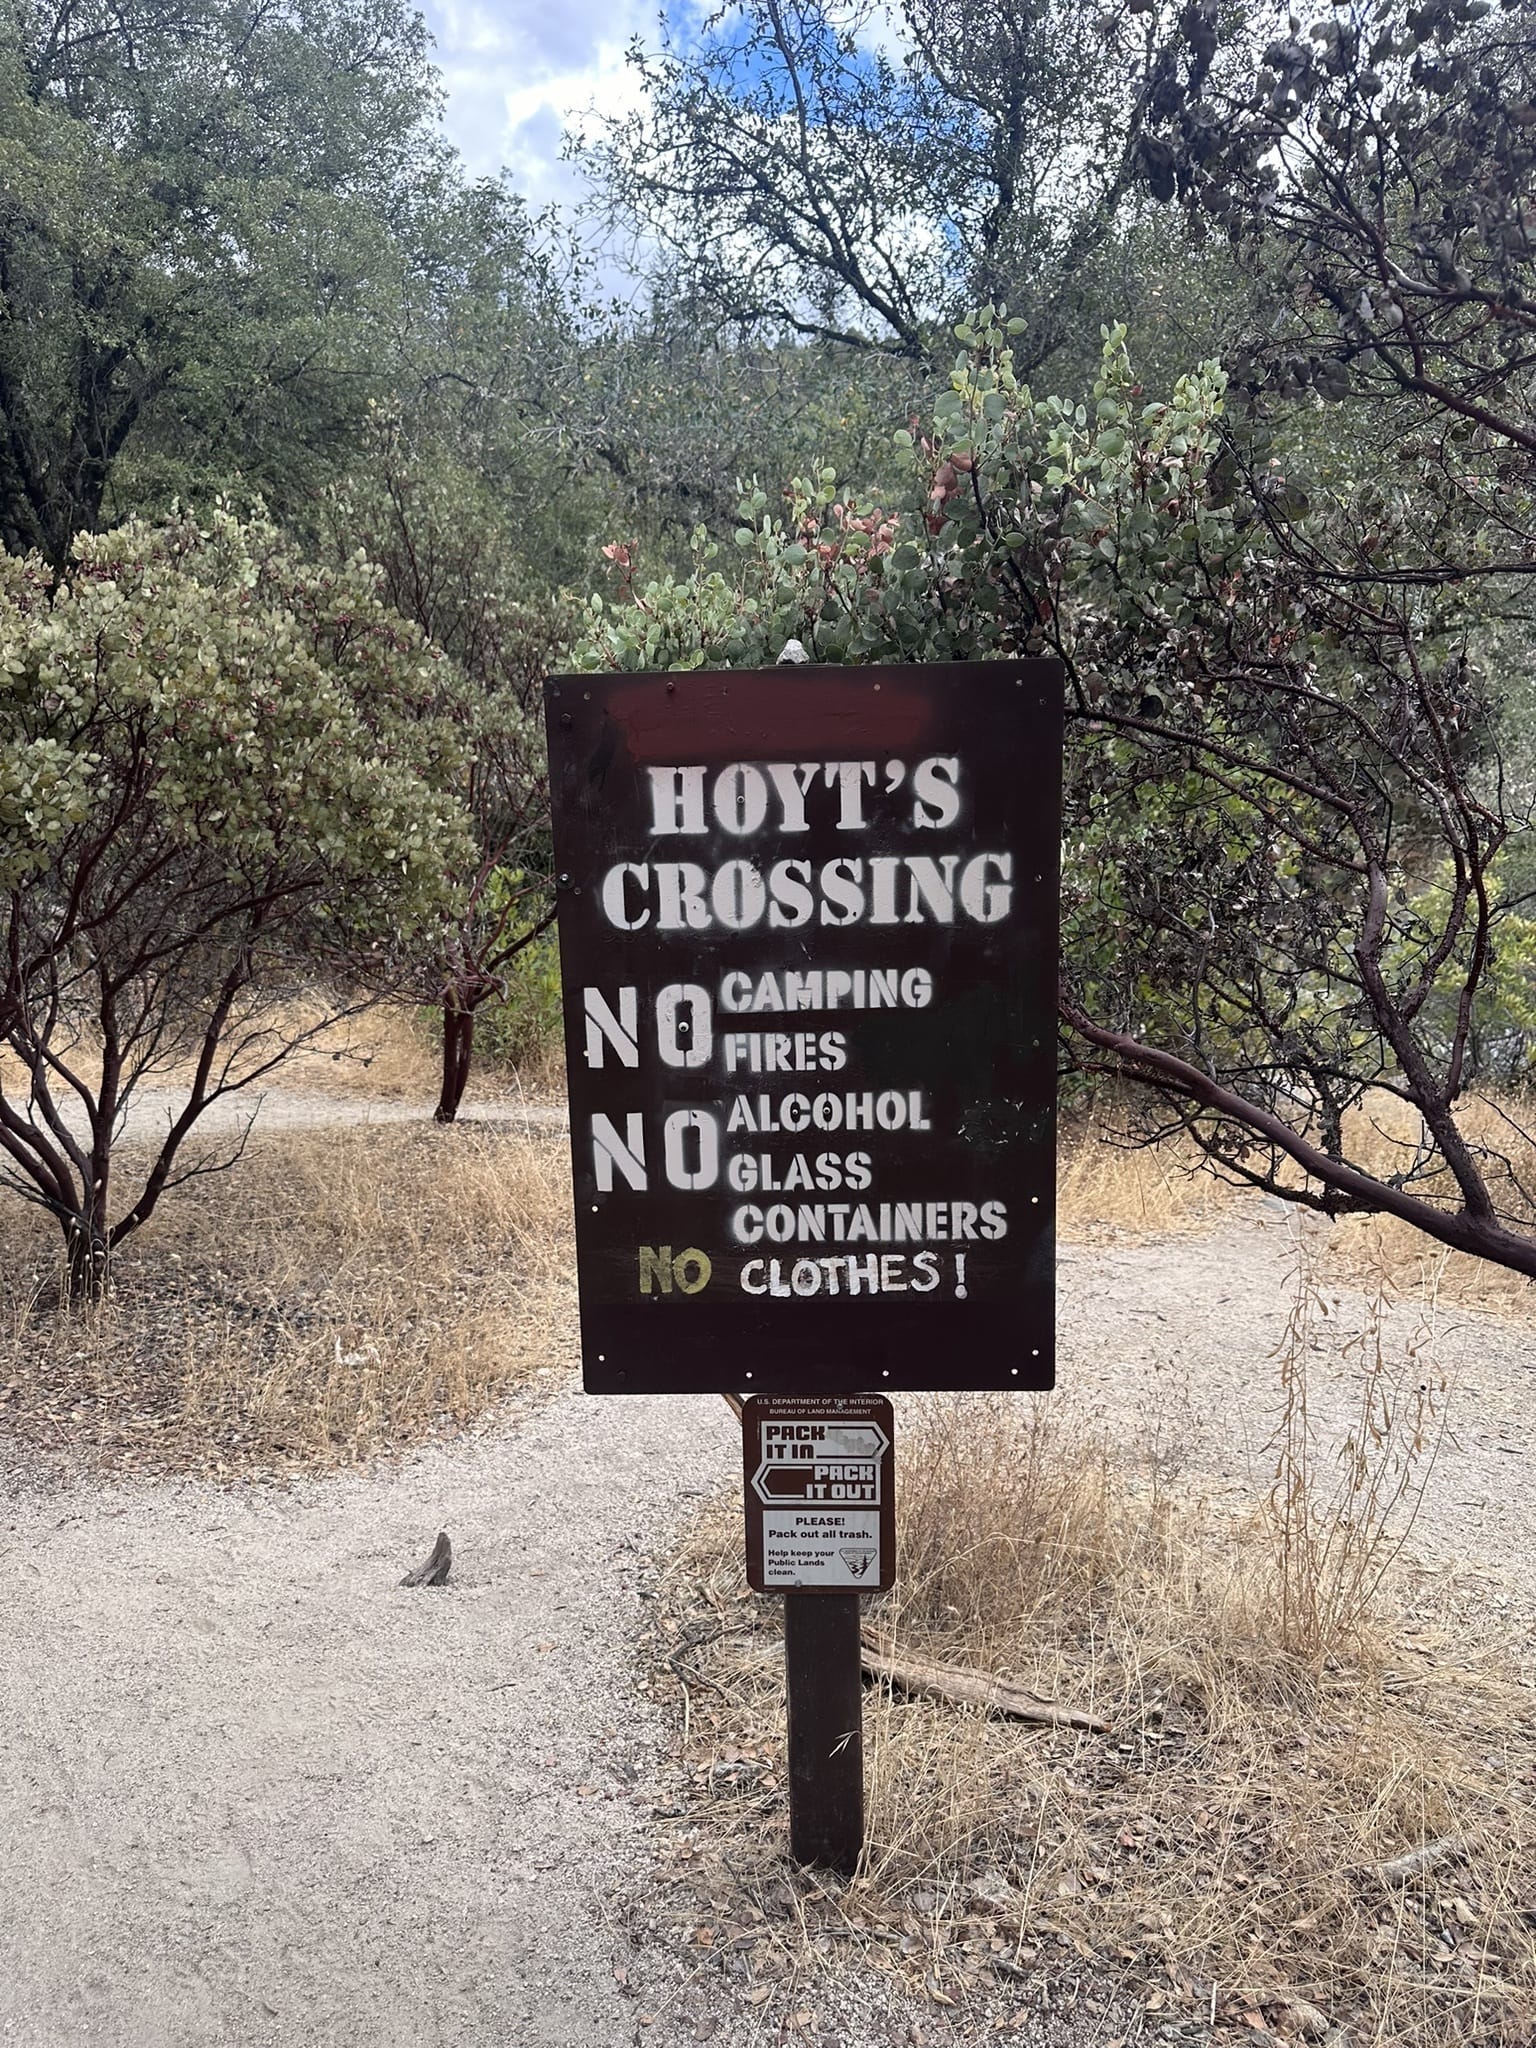 HOYT'S
CROSSING
NO CAMPING
FIRES
NO ALCOHOL
GLASS
CONTAINERS
NO CLOTHES!
U.S. DEPARTMENT OF THE INTERIOR
BUREAU OF LAND MANAGEMENT
PACK
IT IN
PACK
IT OUT
PLEASE!
Pack out all trash.
Help keep your
Public Lands
clean.